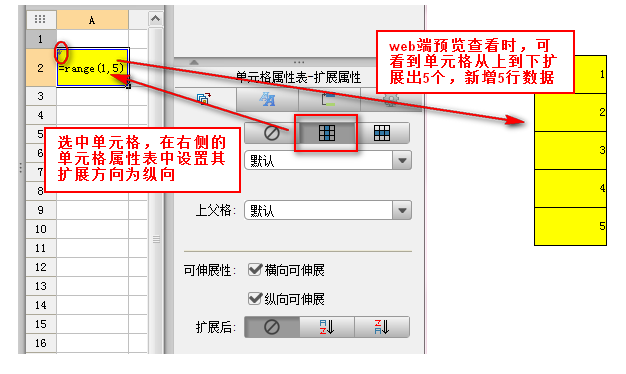 A
1
2
=range(1,5)
3
4
5
6
7
8
9
10
11
12
13
14
15
16
选中单元格，在右侧的
单元格属性表中设置其
扩展方向为纵向
单元格属性表-扩展属性
默认
上父格：
默认
可伸展性：
横向可伸展
纵向可伸展
扩展后：
web端预览查看时，可
看到单元格从上到下扩
展出5个，新增5行数据
1
2
3
4
5